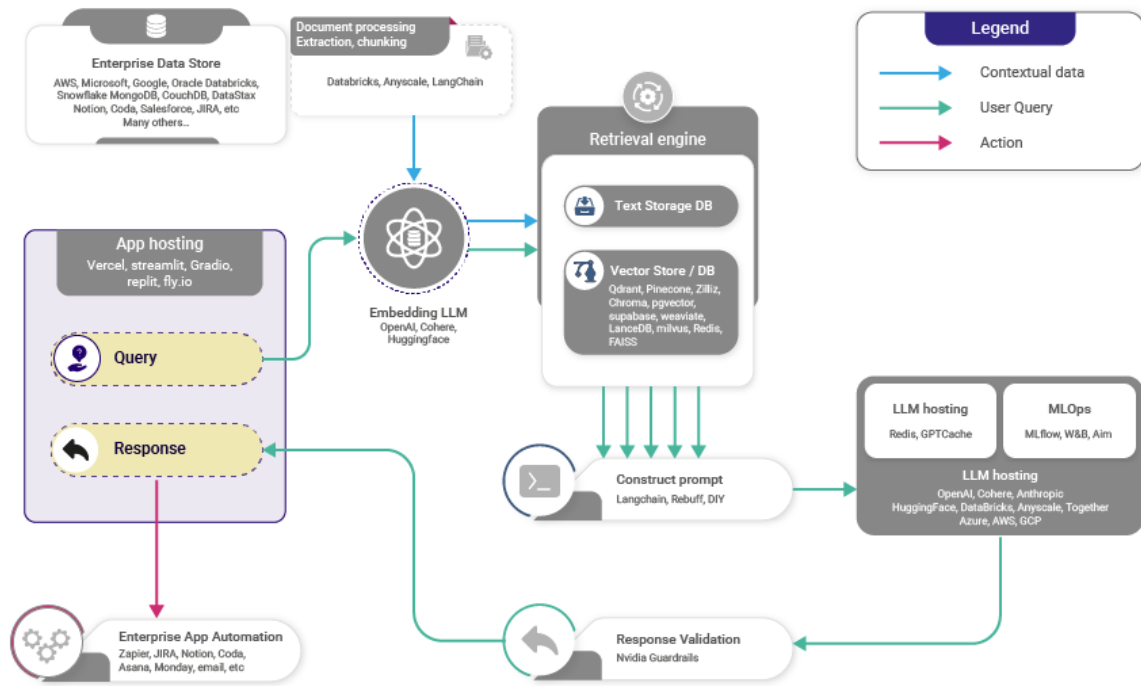 Enterprise Data Store
AWS, Microsoft, Google, Oracle Databricks,
Snowflake MongoDB, CouchDB, DataStax
Notion, Coda, Salesforce, JIRA, etc
Many others...
Document processing
Extraction, chunking
Databricks, Anyscale, LangChain
Retrieval engine
Text Storage DB
Vector Store / DB
Qdrant, Pinecone, Zilliz,
Chroma, pgvector,
supabase, weaviate,
LanceDB, milvus, Redis,
FAISS
Legend
Contextual data
User Query
Action
App hosting
Vercel, streamlit, Gradio,
replit, fly.io
Query
Response
Embedding LLM
OpenAI, Cohere,
Huggingface
Construct prompt
Langchain, Rebuff, DIY
LLM hosting
Redis, GPTCache
MLOps
MLflow, W&B, Aim
LLM hosting
OpenAI, Cohere, Anthropic
HuggingFace, DataBricks, Anyscale, Together
Azure, AWS, GCP
Enterprise App Automation
Zapier, JIRA, Notion, Coda,
Asana, Monday, email, etc
Response Validation
Nvidia Guardrails